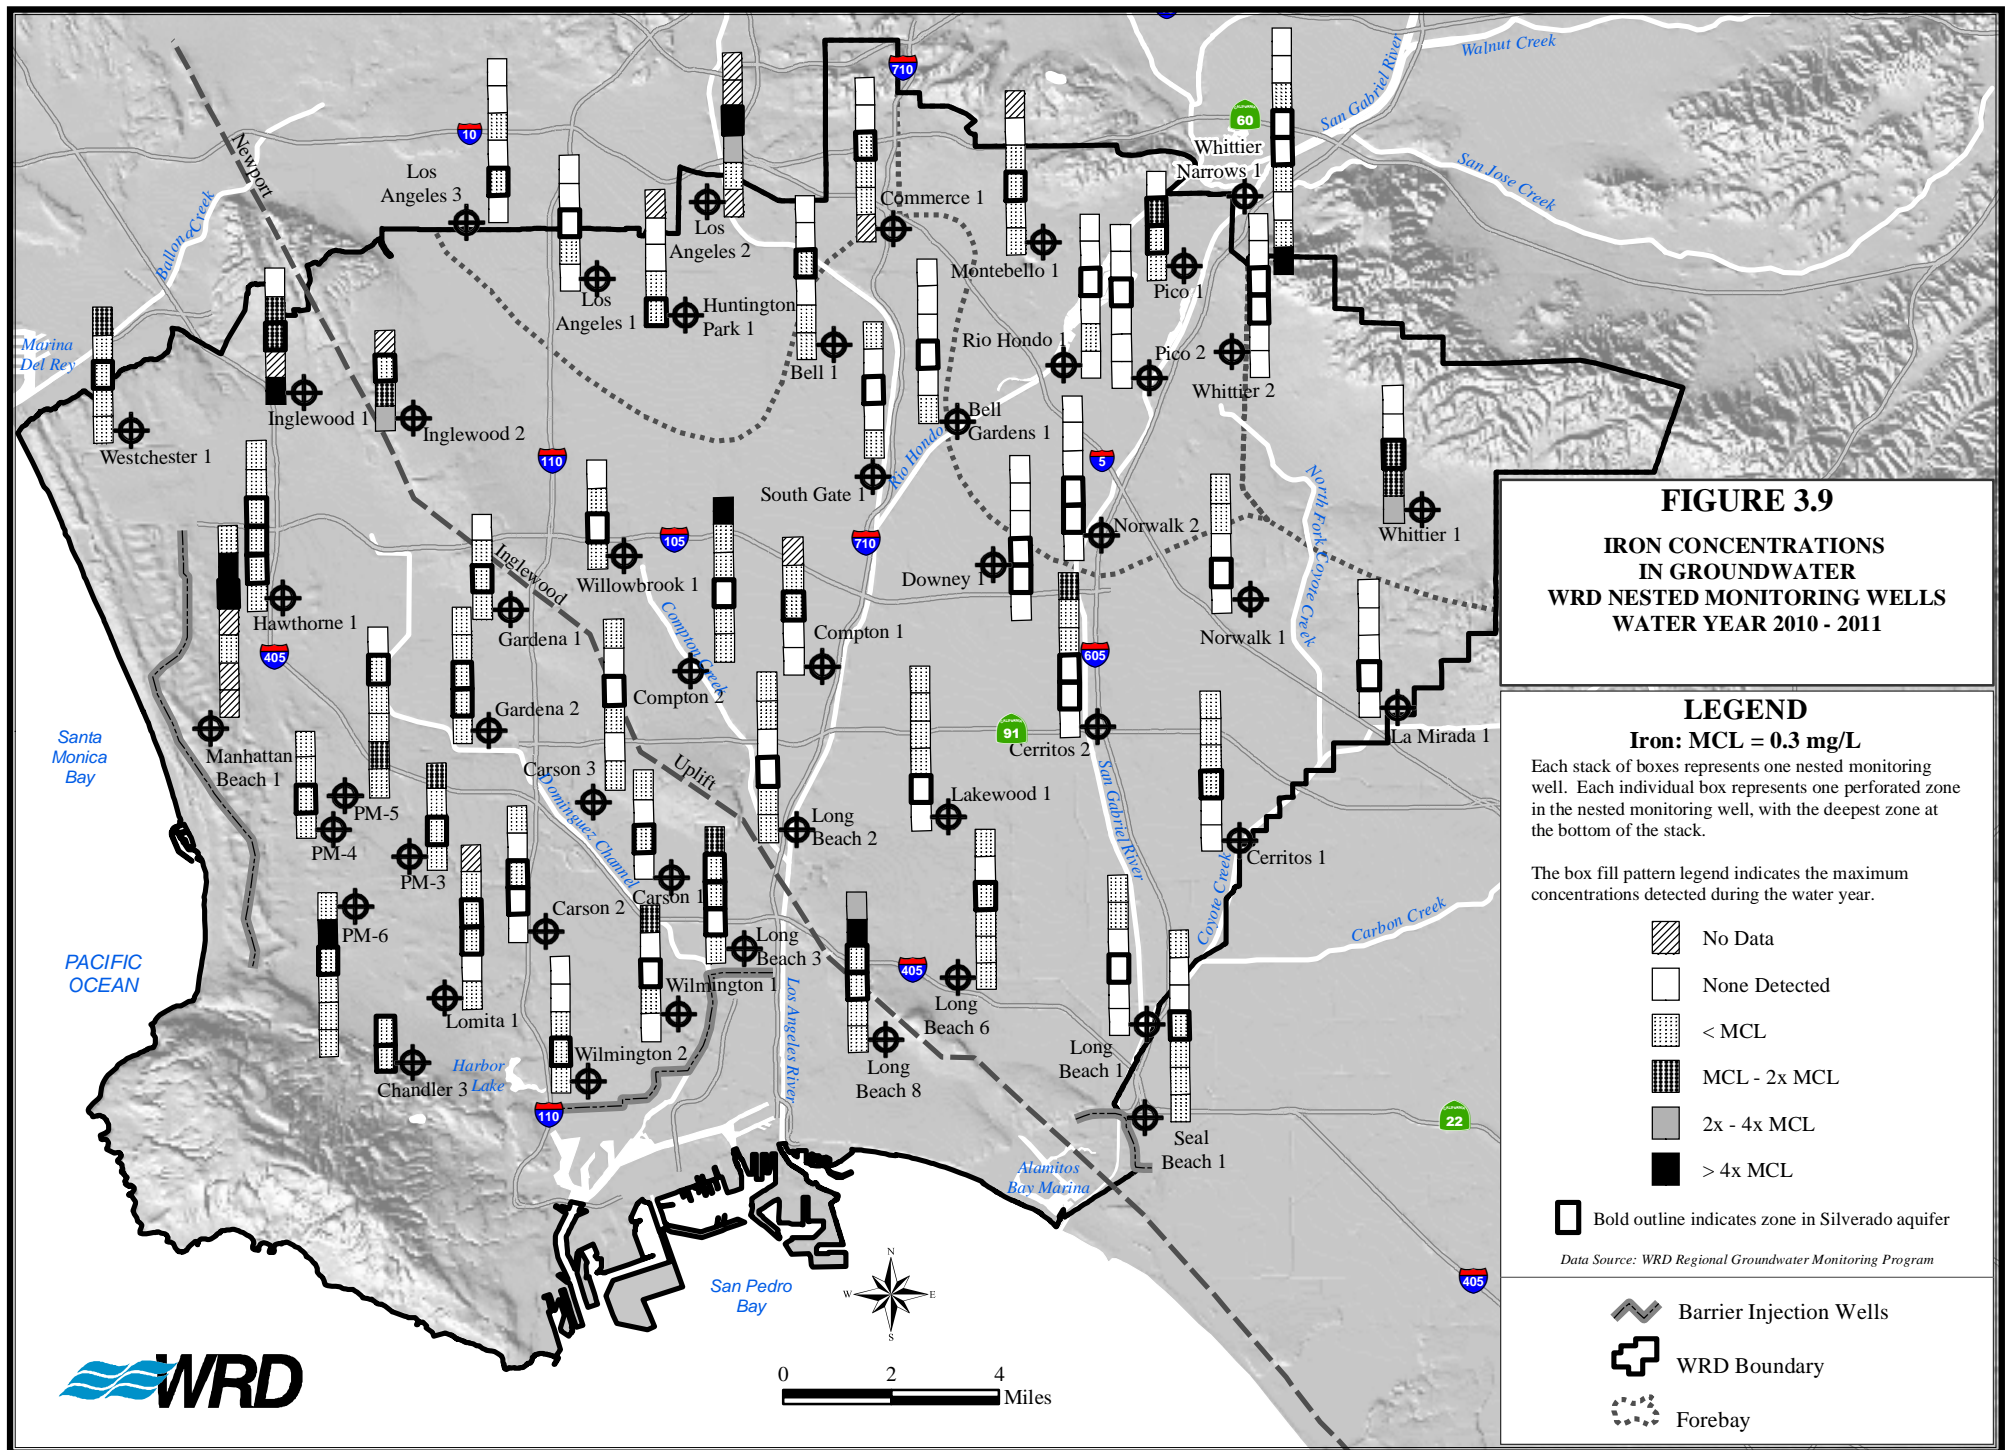 Walnut Creek
San Gabriel River
710
10
60
Whittier
Narrows 1
San Jose Creek
Newport
Los
Angeles 3
Ballona Creek
Commerce 1
Los
Angeles 2
Montebello 1
Pico 1
Los
Angeles 1
Huntington
Park 1
Marina
Del Rey
Rio Hondo 1
Pico 2
Bell 1
Whittier 2
Inglewood 1
Inglewood 2
Bell
Gardens 1
Westchester 1
110
5
Rio Hondo
South Gate 1
North Fork Coyote Creek
Whittier 1
105
710
Norwalk 2
Inglewood
Willowbrook 1
Downey 1
Hawthorne 1
Gardena 1
Compton Creek
Compton 1
Norwalk 1
405
605
Compton 2
Gardena 2
91
Cerritos 2
La Mirada 1
Santa
Monica
Bay
Manhattan
Beach 1
Carson 3
Uplift
Dominguez Channel
San Gabriel River
PM-5
Lakewood 1
PM-4
Long
Beach 2
PM-3
Cerritos 1
Carson 1
Coyote Creek
Carson 2
Carbon Creek
PM-6
Long
Beach 3
PACIFIC
OCEAN
405
Wilmington 1
Los Angeles River
Long
Beach 6
Lomita 1
Wilmington 2
Long
Beach 1
Harbor
Lake
Chandler 3
Long
Beach 8
110
22
Seal
Beach 1
Alamitos
Bay Marina
San Pedro
Bay
405
N
W
E
S
0 2 4
Miles
WRD
FIGURE 3.9
IRON CONCENTRATIONS
IN GROUNDWATER
WRD NESTED MONITORING WELLS
WATER YEAR 2010 - 2011
LEGEND
Iron: MCL = 0.3 mg/L
Each stack of boxes represents one nested monitoring
well. Each individual box represents one perforated zone
in the nested monitoring well, with the deepest zone at
the bottom of the stack.
The box fill pattern legend indicates the maximum
concentrations detected during the water year.
No Data
None Detected
< MCL
MCL - 2x MCL
2x - 4x MCL
> 4x MCL
Bold outline indicates zone in Silverado aquifer
Data Source: WRD Regional Groundwater Monitoring Program
Barrier Injection Wells
WRD Boundary
Forebay